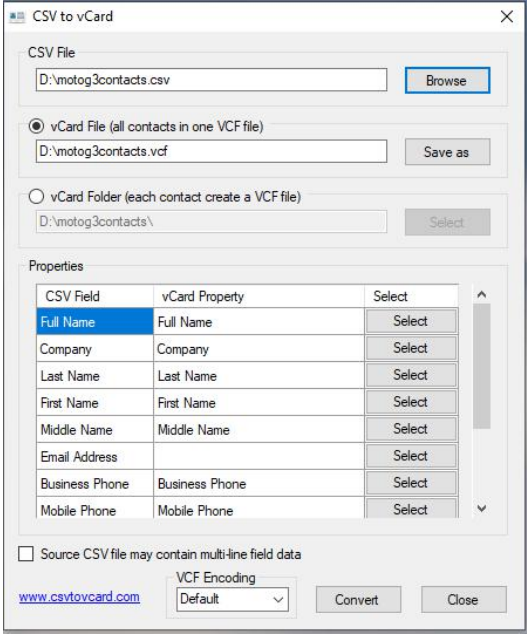 CSV to vCard
CSV File
D:\motog3contacts.csv Browse
vCard File (all contacts in one VCF file)
D:\motog3contacts.vcf Save as
vCard Folder (each contact create a VCF file)
D:\motog3contacts\ Select
Properties
CSV Field vCard Property Select
Full Name Full Name Select
Company Company Select
Last Name Last Name Select
First Name First Name Select
Middle Name Middle Name Select
Email Address Select
Business Phone Business Phone Select
Mobile Phone Mobile Phone Select
Source CSV file may contain multi-line field data
VCF Encoding
www.csvtovcard.com Default Convert Close